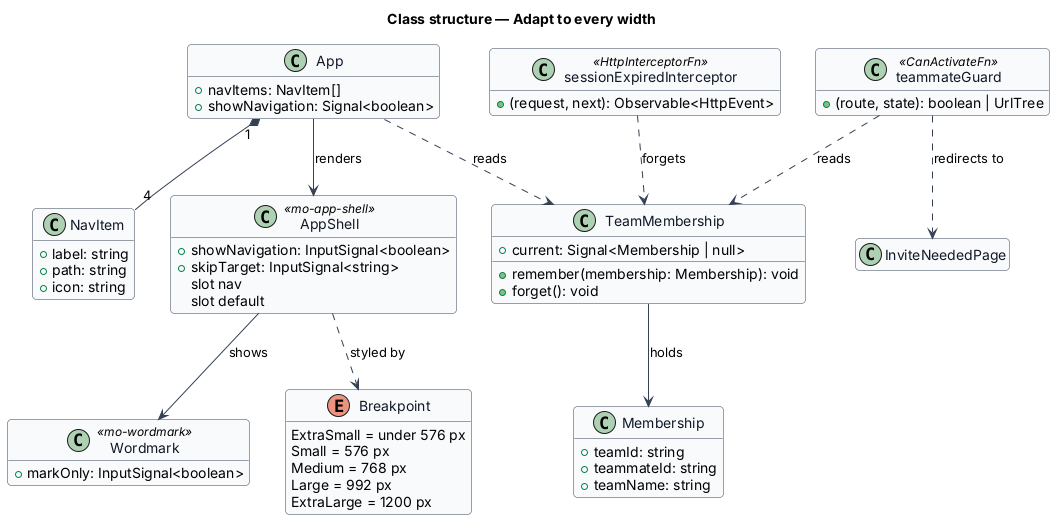 Class structure — Adapt to every width
C App
navItems: NavItem[]
showNavigation: Signal<boolean>
«HttpInterceptorFn»
C sessionExpiredInterceptor
(request, next): Observable<HttpEvent>
«CanActivateFn»
C teammateGuard
(route, state): boolean | UrlTree
1
4
renders
reads
forgets
reads
redirects to
C NavItem
label: string
path: string
icon: string
«mo-app-shell»
C AppShell
showNavigation: InputSignal<boolean>
skipTarget: InputSignal<string>
slot nav
slot default
C TeamMembership
current: Signal<Membership | null>
remember(membership: Membership): void
forget(): void
C InviteNeededPage
shows
styled by
holds
«mo-wordmark»
C Wordmark
markOnly: InputSignal<boolean>
E Breakpoint
ExtraSmall = under 576 px
Small = 576 px
Medium = 768 px
Large = 992 px
ExtraLarge = 1200 px
C Membership
teamId: string
teammateId: string
teamName: string